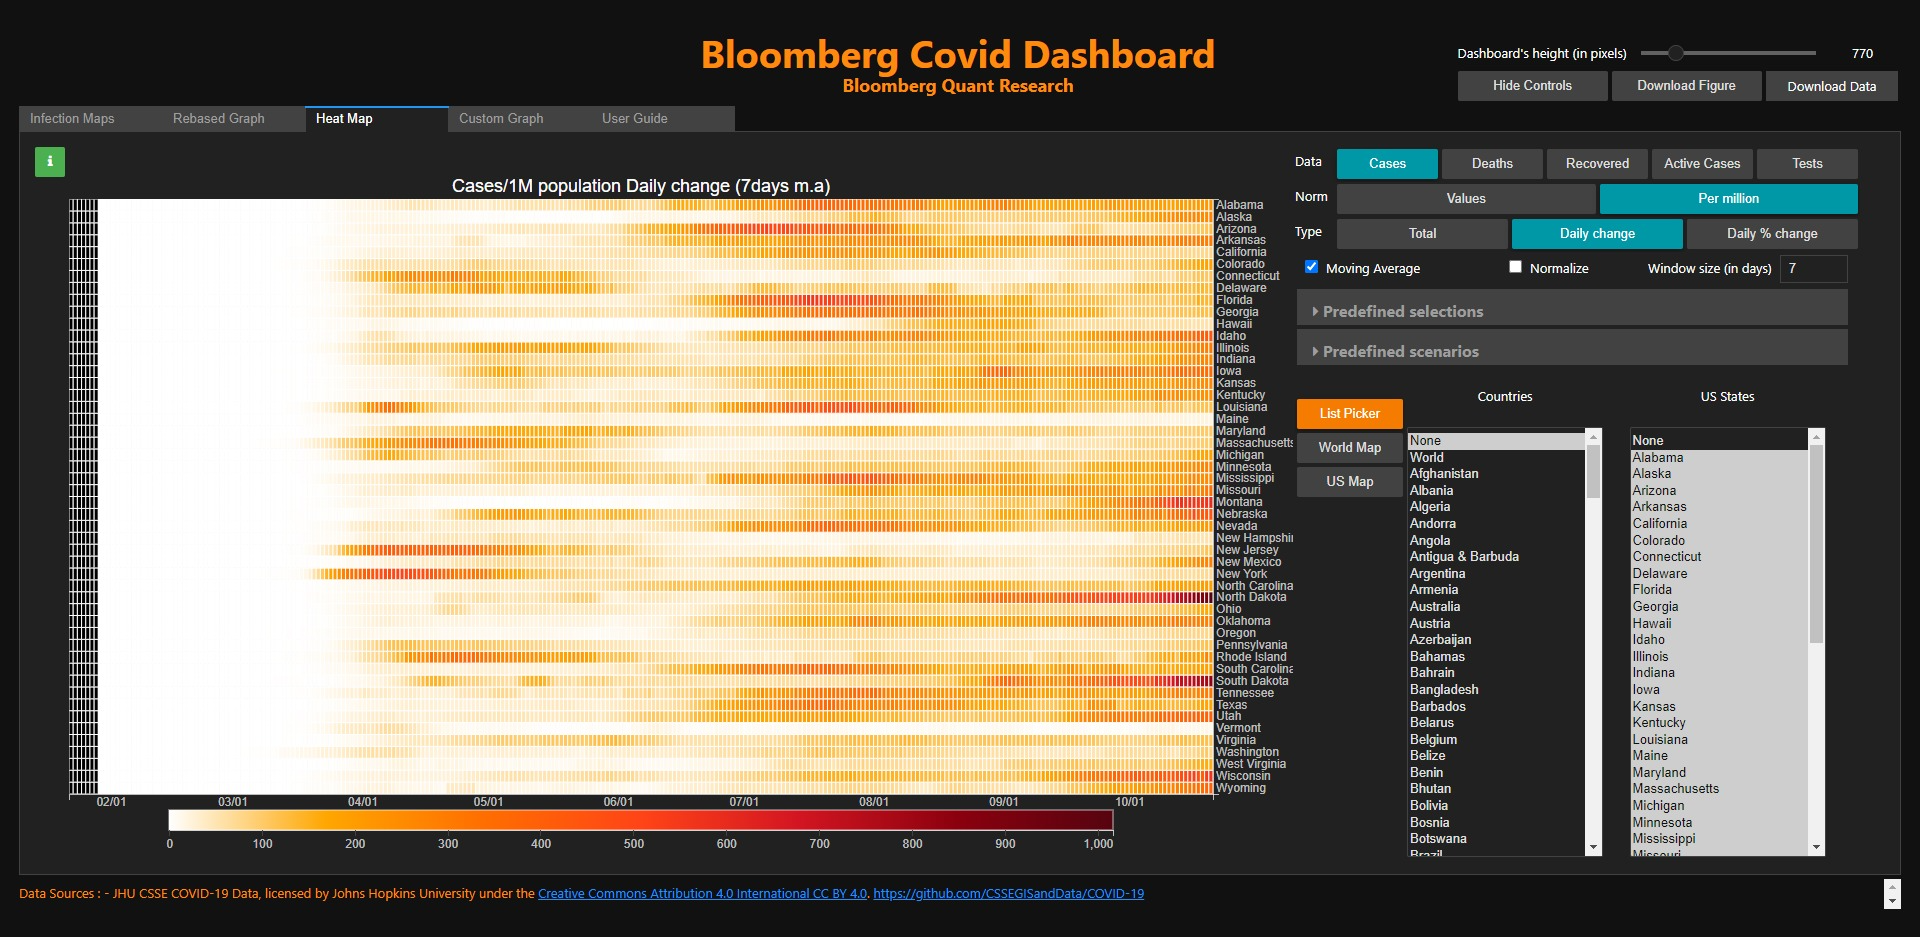 Bloomberg Covid Dashboard
Bloomberg Quant Research
Dashboard's height (in pixels) 770
Hide Controls Download Figure Download Data
Infection Maps Rebased Graph Heat Map Custom Graph User Guide
i
Cases/1M population Daily change (7days m.a)
Alabama
Alaska
Arizona
Arkansas
California
Colorado
Connecticut
Delaware
Florida
Georgia
Hawaii
Idaho
Illinois
Indiana
Iowa
Kansas
Kentucky
Louisiana
Maine
Maryland
Massachusetts
Michigan
Minnesota
Mississippi
Missouri
Montana
Nebraska
Nevada
New Hampshi
New Jersey
New Mexico
New York
North Carolina
North Dakota
Ohio
Oklahoma
Oregon
Pennsylvania
Rhode Island
South Carolina
South Dakota
Tennessee
Texas
Utah
Vermont
Virginia
Washington
West Virginia
Wisconsin
Wyoming
02/01 03/01 04/01 05/01 06/01 07/01 08/01 09/01 10/01
0 100 200 300 400 500 600 700 800 900 1,000
Data Cases Deaths Recovered Active Cases Tests
Norm Values Per million
Type Total Daily change Daily % change
Moving Average Normalize Window size (in days) 7
Predefined selections
Predefined scenarios
List Picker
World Map
US Map
Countries
None
World
Afghanistan
Albania
Algeria
Andorra
Angola
Antigua & Barbuda
Argentina
Armenia
Australia
Austria
Azerbaijan
Bahamas
Bahrain
Bangladesh
Barbados
Belarus
Belgium
Belize
Benin
Bhutan
Bolivia
Bosnia
Botswana
Brazil
US States
None
Alabama
Alaska
Arizona
Arkansas
California
Colorado
Connecticut
Delaware
Florida
Georgia
Hawaii
Idaho
Illinois
Indiana
Iowa
Kansas
Kentucky
Louisiana
Maine
Maryland
Massachusetts
Michigan
Minnesota
Mississippi
Missouri
Data Sources : - JHU CSSE COVID-19 Data, licensed by Johns Hopkins University under the Creative Commons Attribution 4.0 International CC BY 4.0. https://github.com/CSSEGISandData/COVID-19